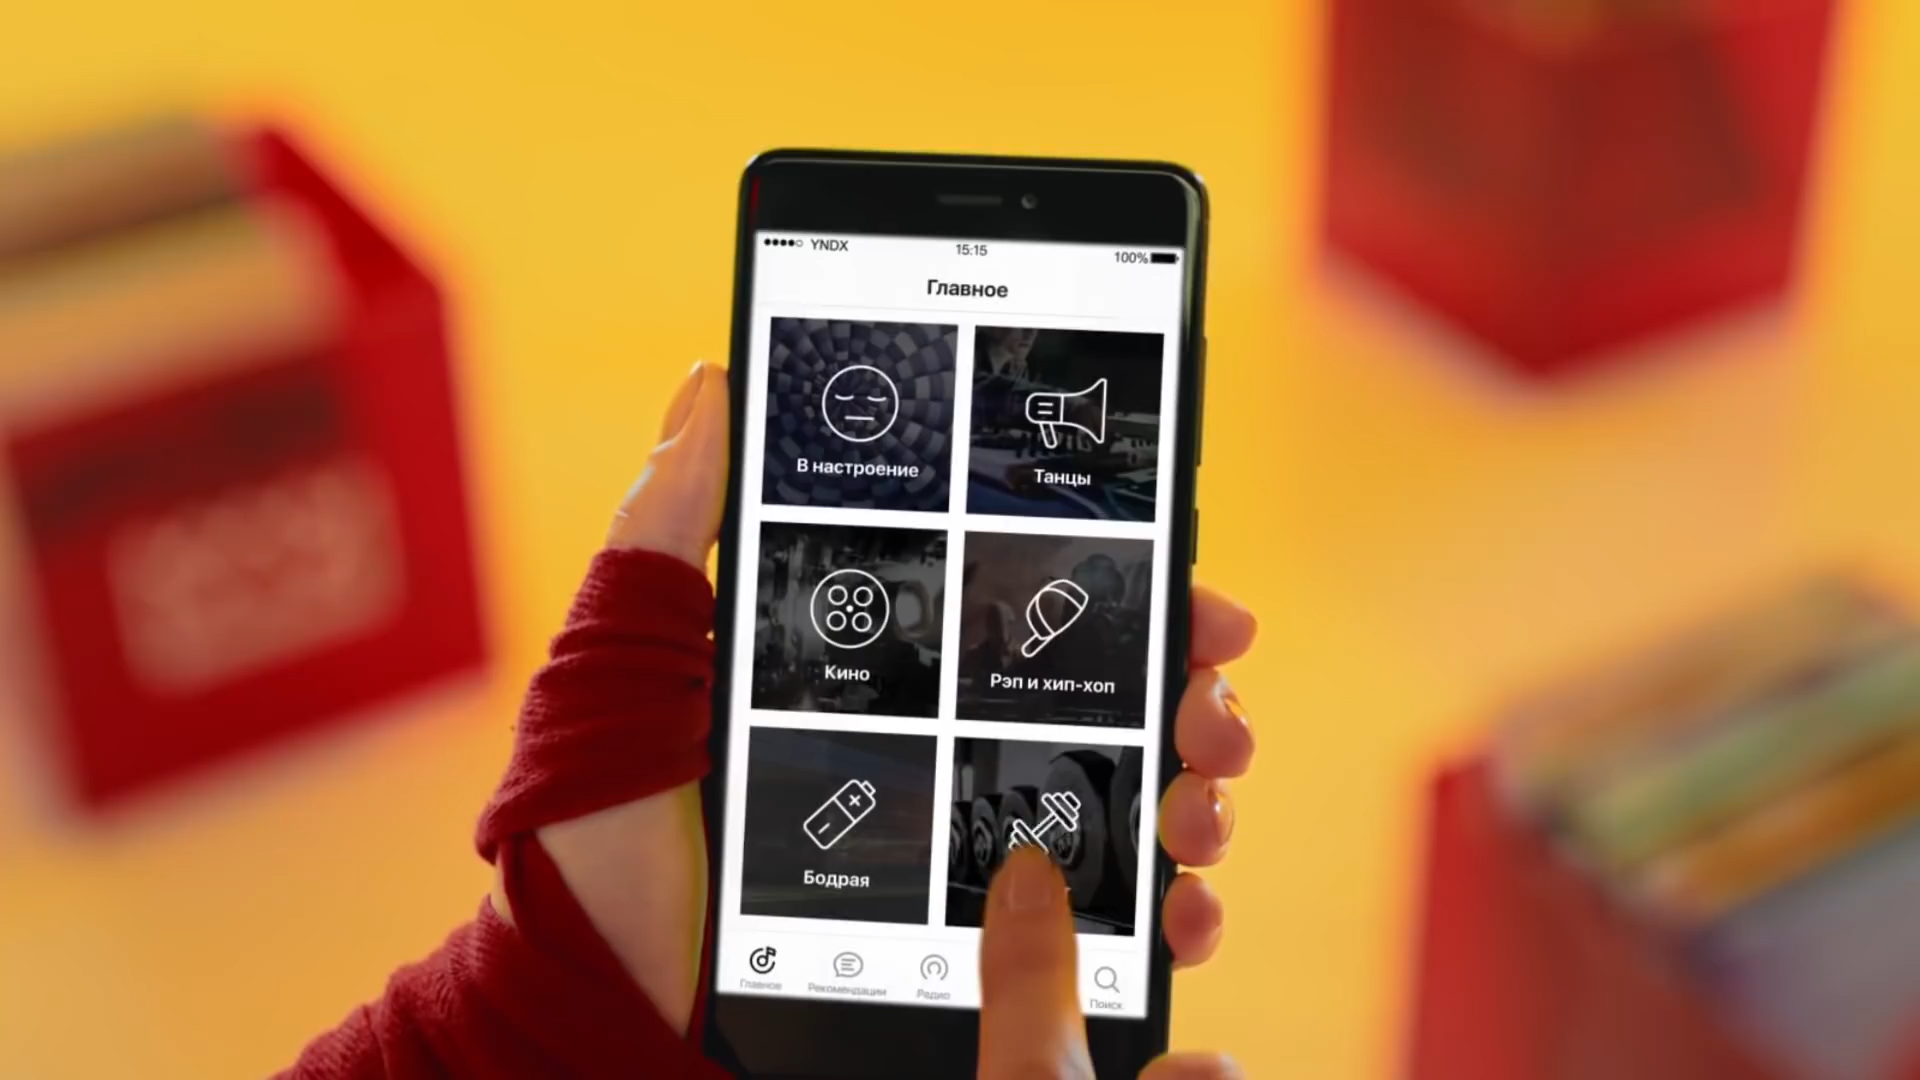 YNDX 15:15 100%
Главное
В настроение
Танцы
Кино
Рэп и хип-хоп
Бодрая
Главное Рекомендации Радио Поиск